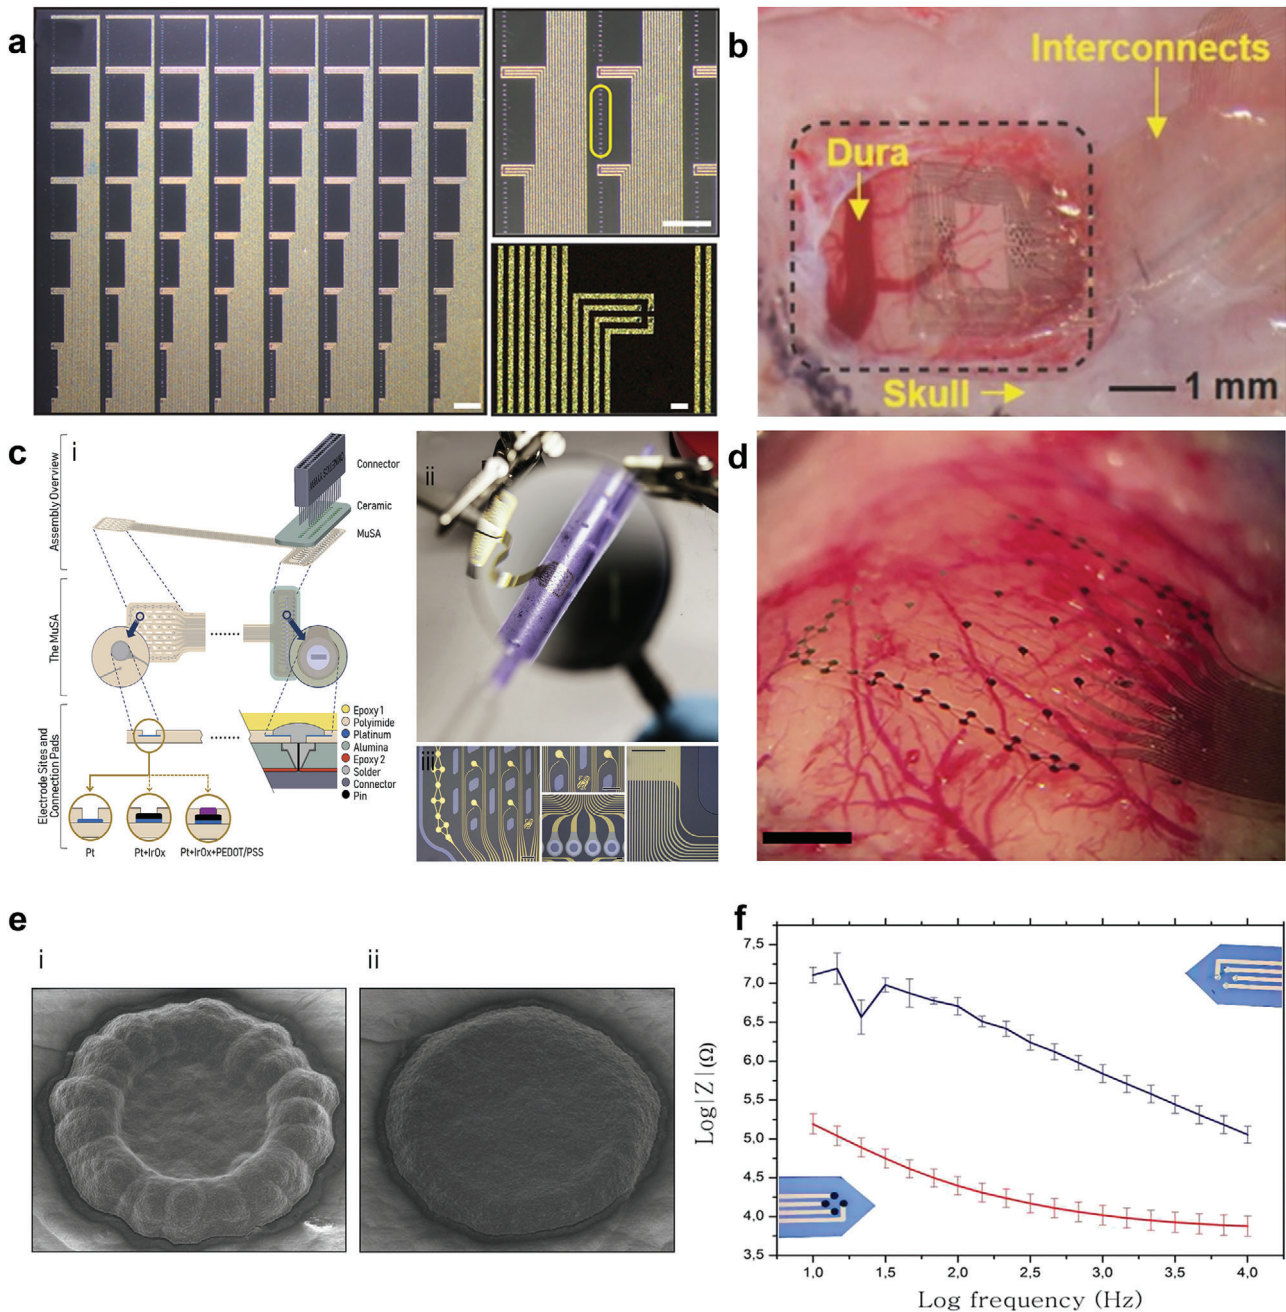 a
b
Interconnects
Dura
Skull
1 mm
c
i
Assembly Overview
Connector
Ceramic
MuSA
The MuSA
Electrode Sites and
Connection Pads
Epoxy 1
Polyimide
Platinum
Alumina
Epoxy 2
Solder
Connector
Pin
Pt
Pt+IrOx
Pt+IrOx+PEDOT/PSS
ii
iii
d
e
i
ii
f
Log|Z|(Ω)
7,5
7,0
6,5
6,0
5,5
5,0
4,5
4,0
3,5
1,0
1,5
2,0
2,5
3,0
3,5
4,0
Log frequency (Hz)